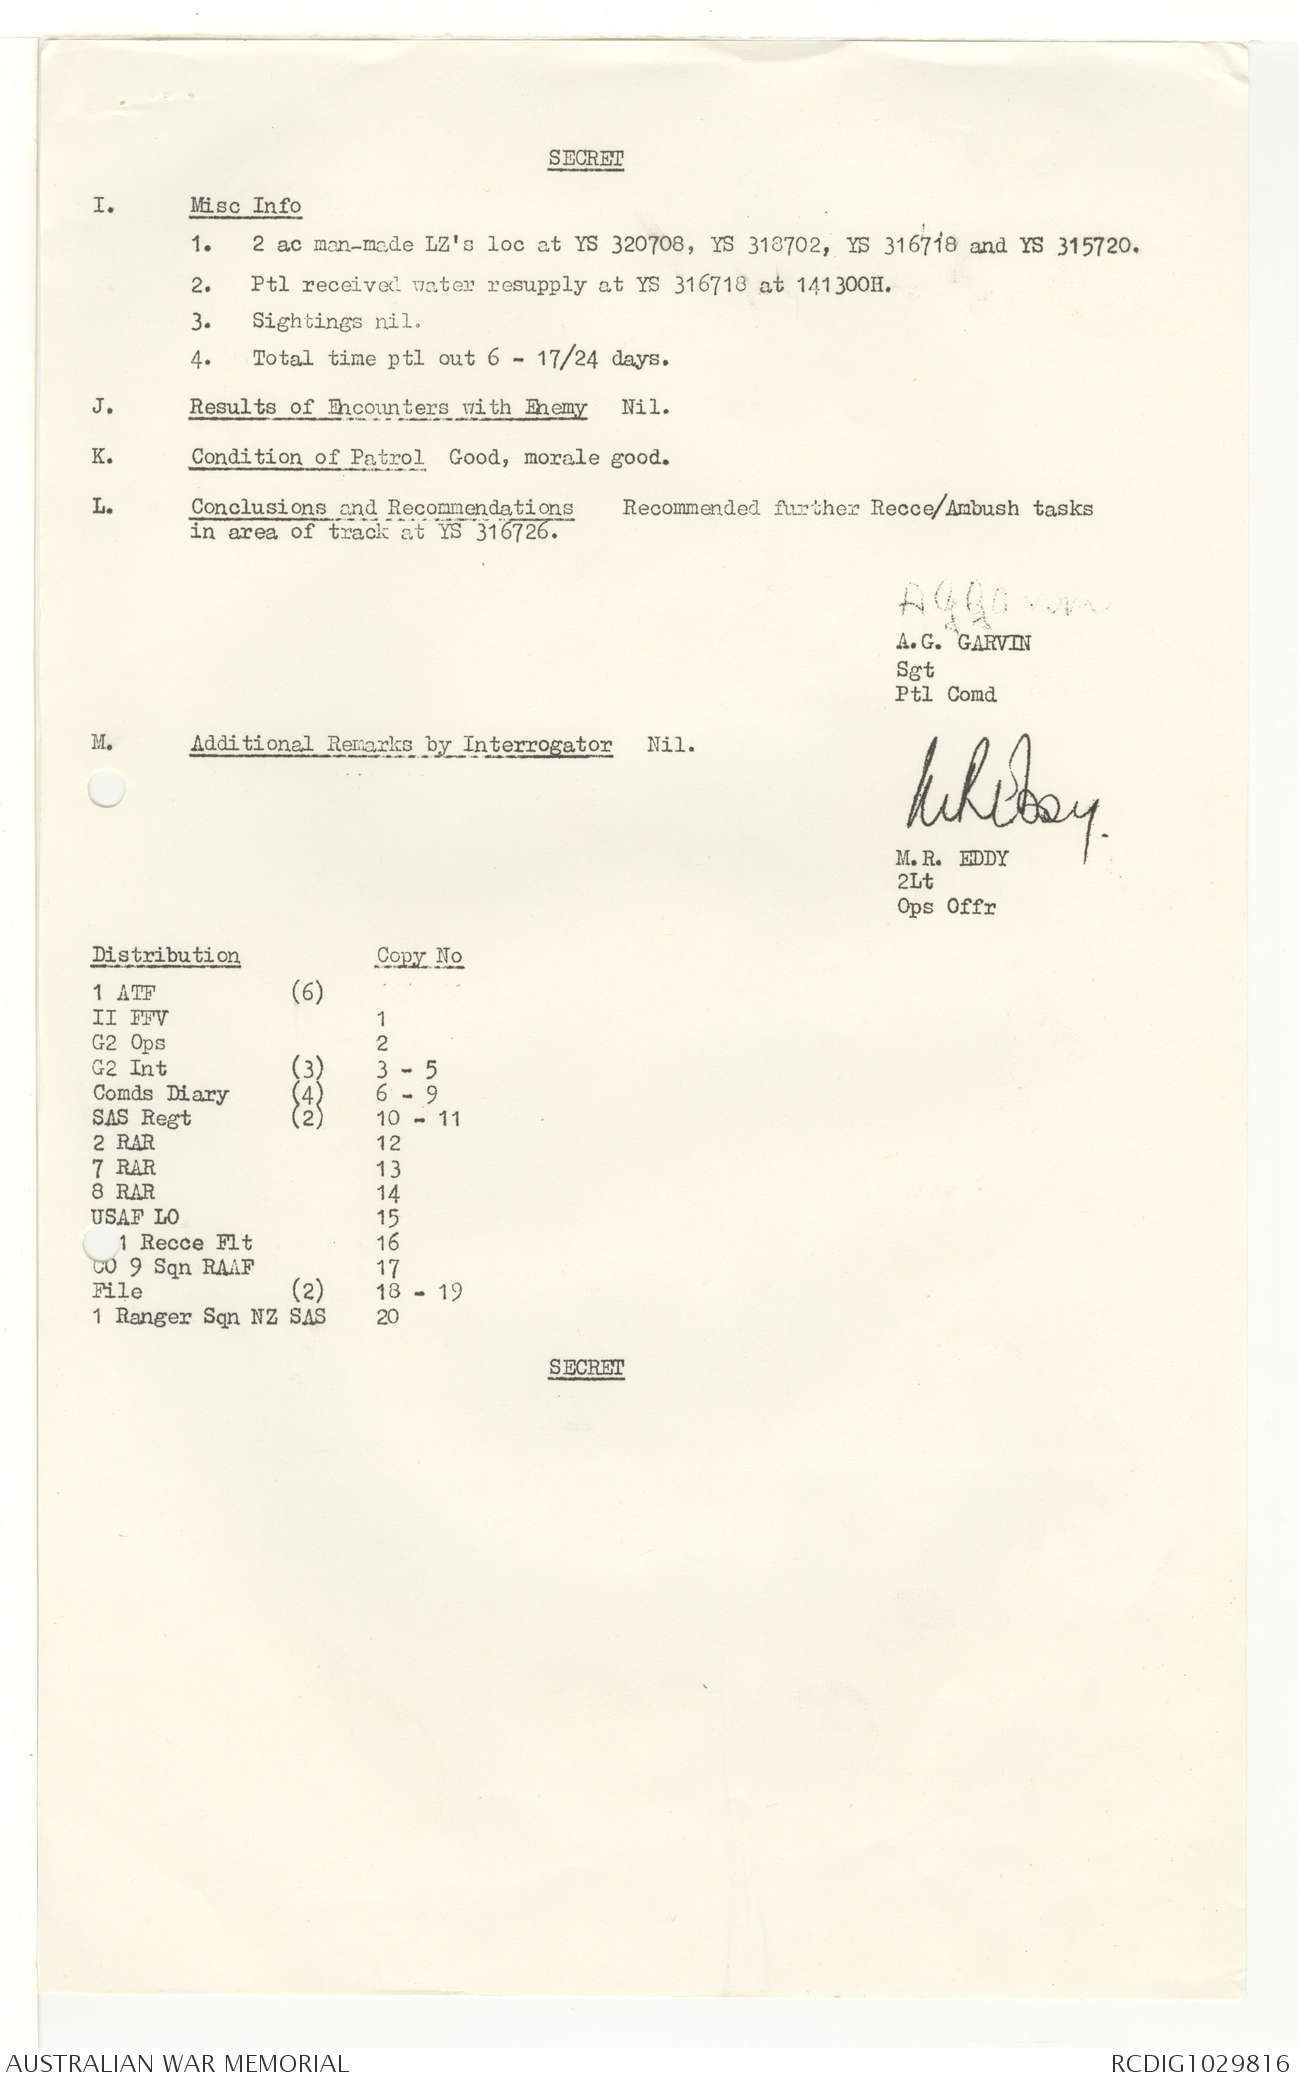 SECRET
I. Misc Info
1. 2 ac man-made LZ's loc at YS 320708, YS 318702, YS 316718 and YS 315720.
2. Ptl received water resupply at YS 316718 at 141300H.
3. Sightings nil.
4. Total time ptl out 6 - 17/24 days.
J. Results of Encounters with Enemy Nil.
K. Condition of Patrol Good, morale good.
L. Conclusions and Recommendations Recommended further Recce/Ambush tasks
in area of track at YS 316726.
A.G. GARVIN
Sgt
Ptl Comd
M. Additional Remarks by Interrogator Nil.
M.R. EDDY
2Lt
Ops Offr
Distribution Copy No
1 ATF (6)
II FFV 1
G2 Ops 2
G2 Int (3) 3 - 5
Comds Diary (4) 6 - 9
SAS Regt (2) 10 - 11
2 RAR 12
7 RAR 13
8 RAR 14
USAF LO 15
1 Recce Flt 16
CO 9 Sqn RAAF 17
File (2) 18 - 19
1 Ranger Sqn NZ SAS 20
SECRET
AUSTRALIAN WAR MEMORIAL RCDIG1029816